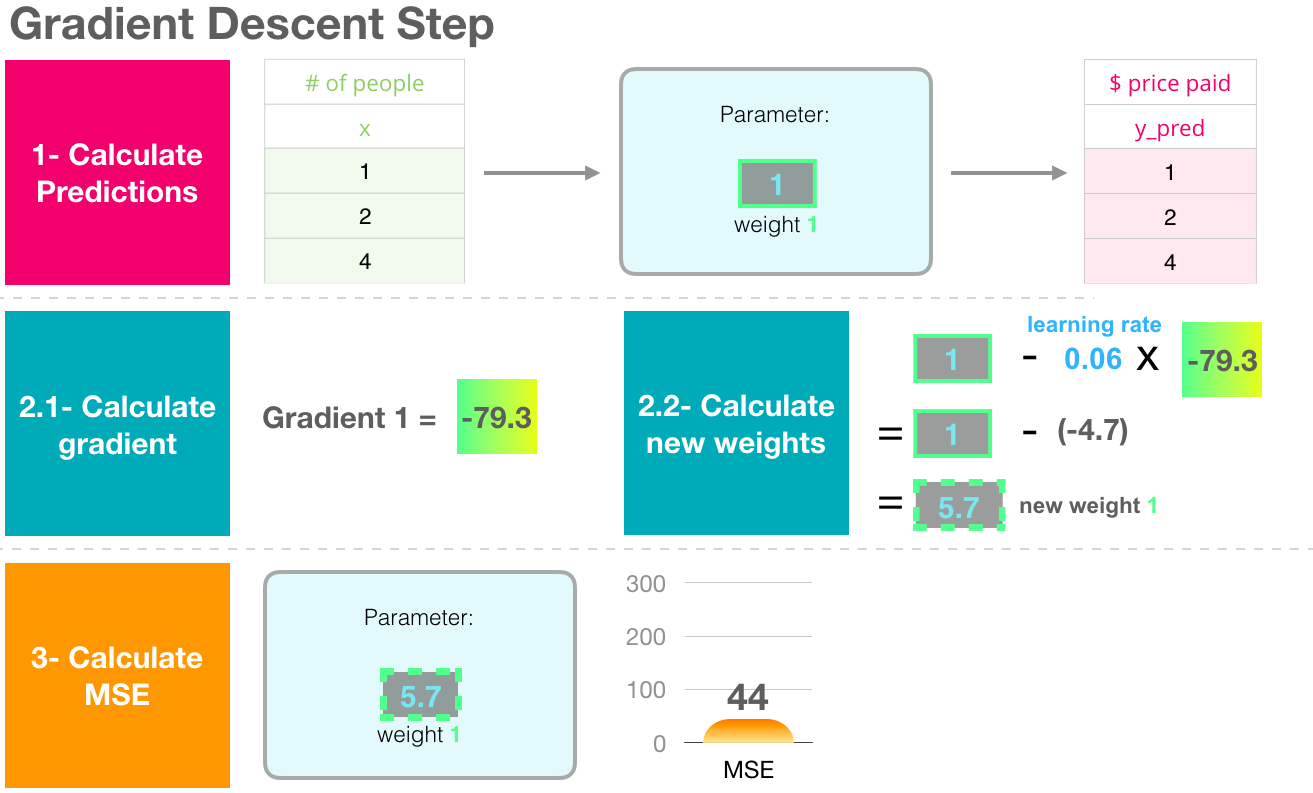 Gradient Descent Step
1- Calculate
Predictions
# of people
x
1
2
4
Parameter:
1
weight 1
$ price paid
y_pred
1
2
4
2.1- Calculate
gradient
Gradient 1 = -79.3
2.2- Calculate
new weights
learning rate
1 - 0.06 X -79.3
= 1 - (-4.7)
= 5.7 new weight 1
3- Calculate
MSE
Parameter:
5.7
weight 1
300
200
100
0
44
MSE